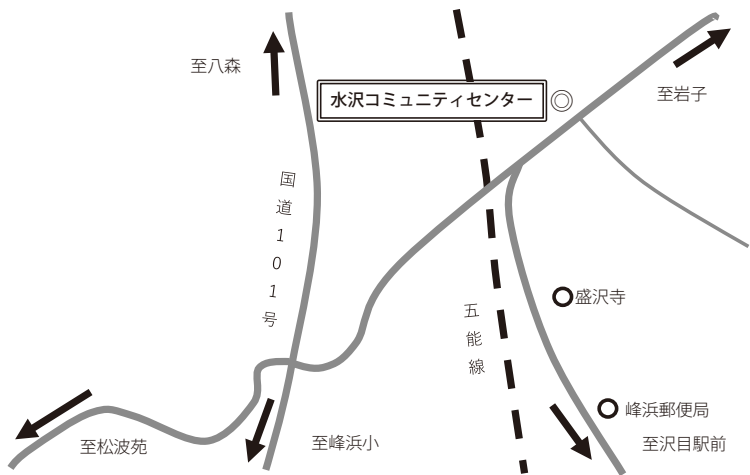 至八森
水沢コミュニティセンター
至岩子
国道101号
盛沢寺
五能線
峰浜郵便局
至松波苑
至峰浜小
至沢目駅前